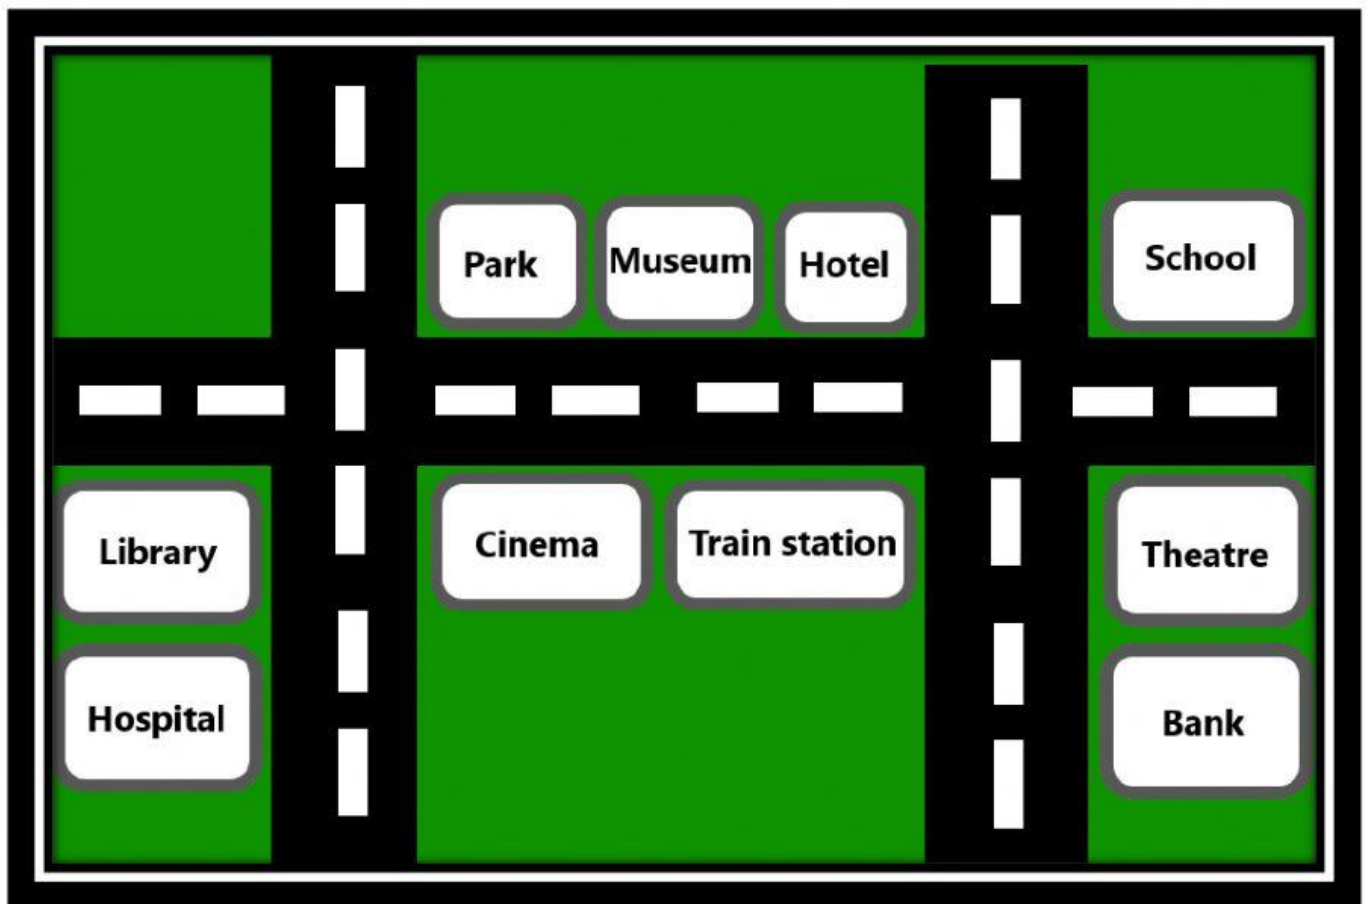 Park
Museum
Hotel
School
Library
Cinema
Train station
Theatre
Hospital
Bank